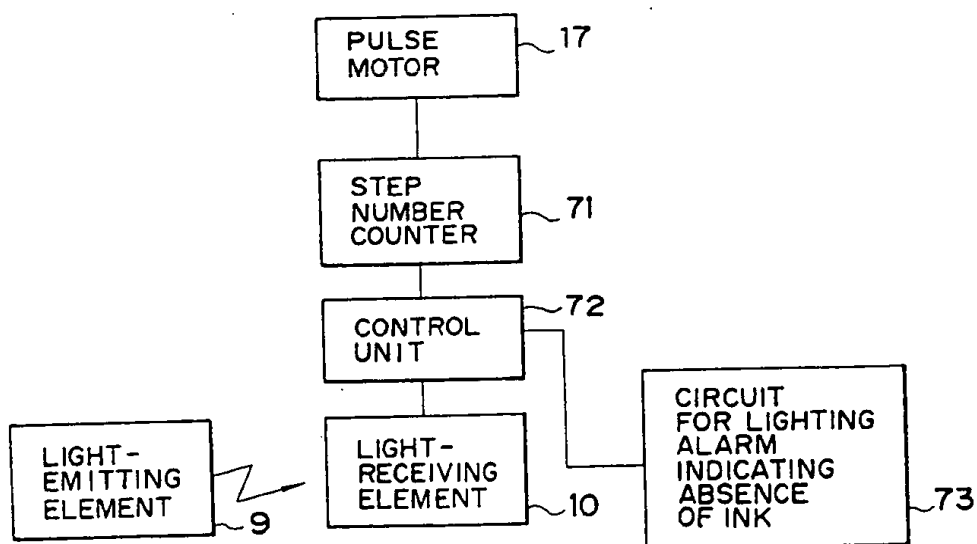 PULSE
MOTOR
17
STEP
NUMBER
COUNTER
71
CONTROL
UNIT
72
LIGHT-
EMITTING
ELEMENT
9
LIGHT-
RECEIVING
ELEMENT
10
CIRCUIT
FOR LIGHTING
ALARM
INDICATING
ABSENCE
OF INK
73